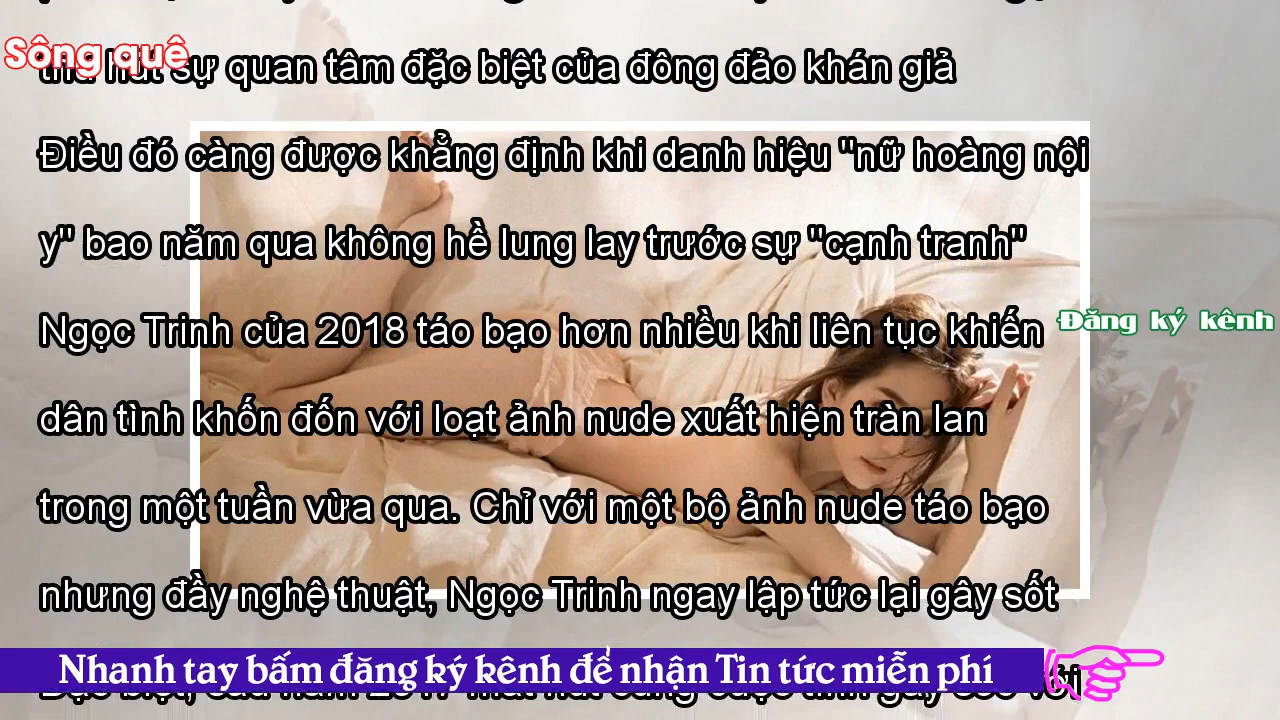 Sông quê
hút sự quan tâm đặc biệt của đông đảo khán giả
Điều đó càng được khẳng định khi danh hiệu "nữ hoàng nội
y" bao năm qua không hề lung lay trước sự "cạnh tranh"
Ngọc Trinh của 2018 táo bạo hơn nhiều khi liên tục khiến
Đăng ký kênh
dân tình khốn đốn với loạt ảnh nude xuất hiện tràn lan
trong một tuần vừa qua. Chỉ với một bộ ảnh nude táo bạo
nhưng đầy nghệ thuật, Ngọc Trinh ngay lập tức lại gây sốt
Nhanh tay bấm đăng ký kênh để nhận Tin tức miễn phí